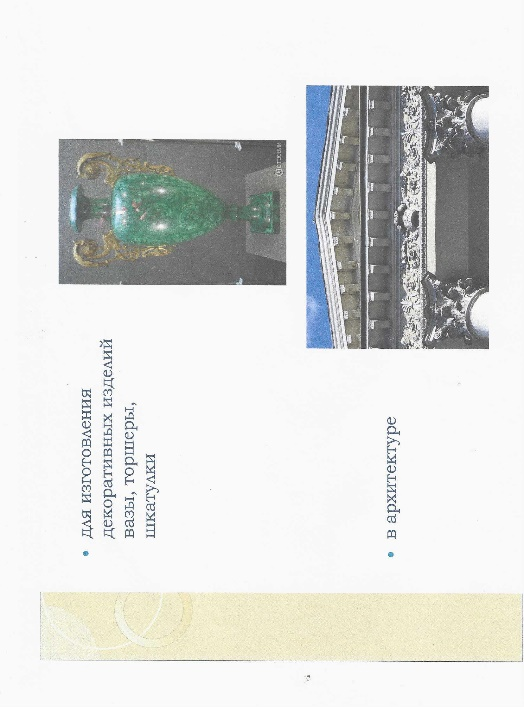 • для изготовления
декоративных изделий
вазы, торшеры,
шкатулки
• в архитектуре